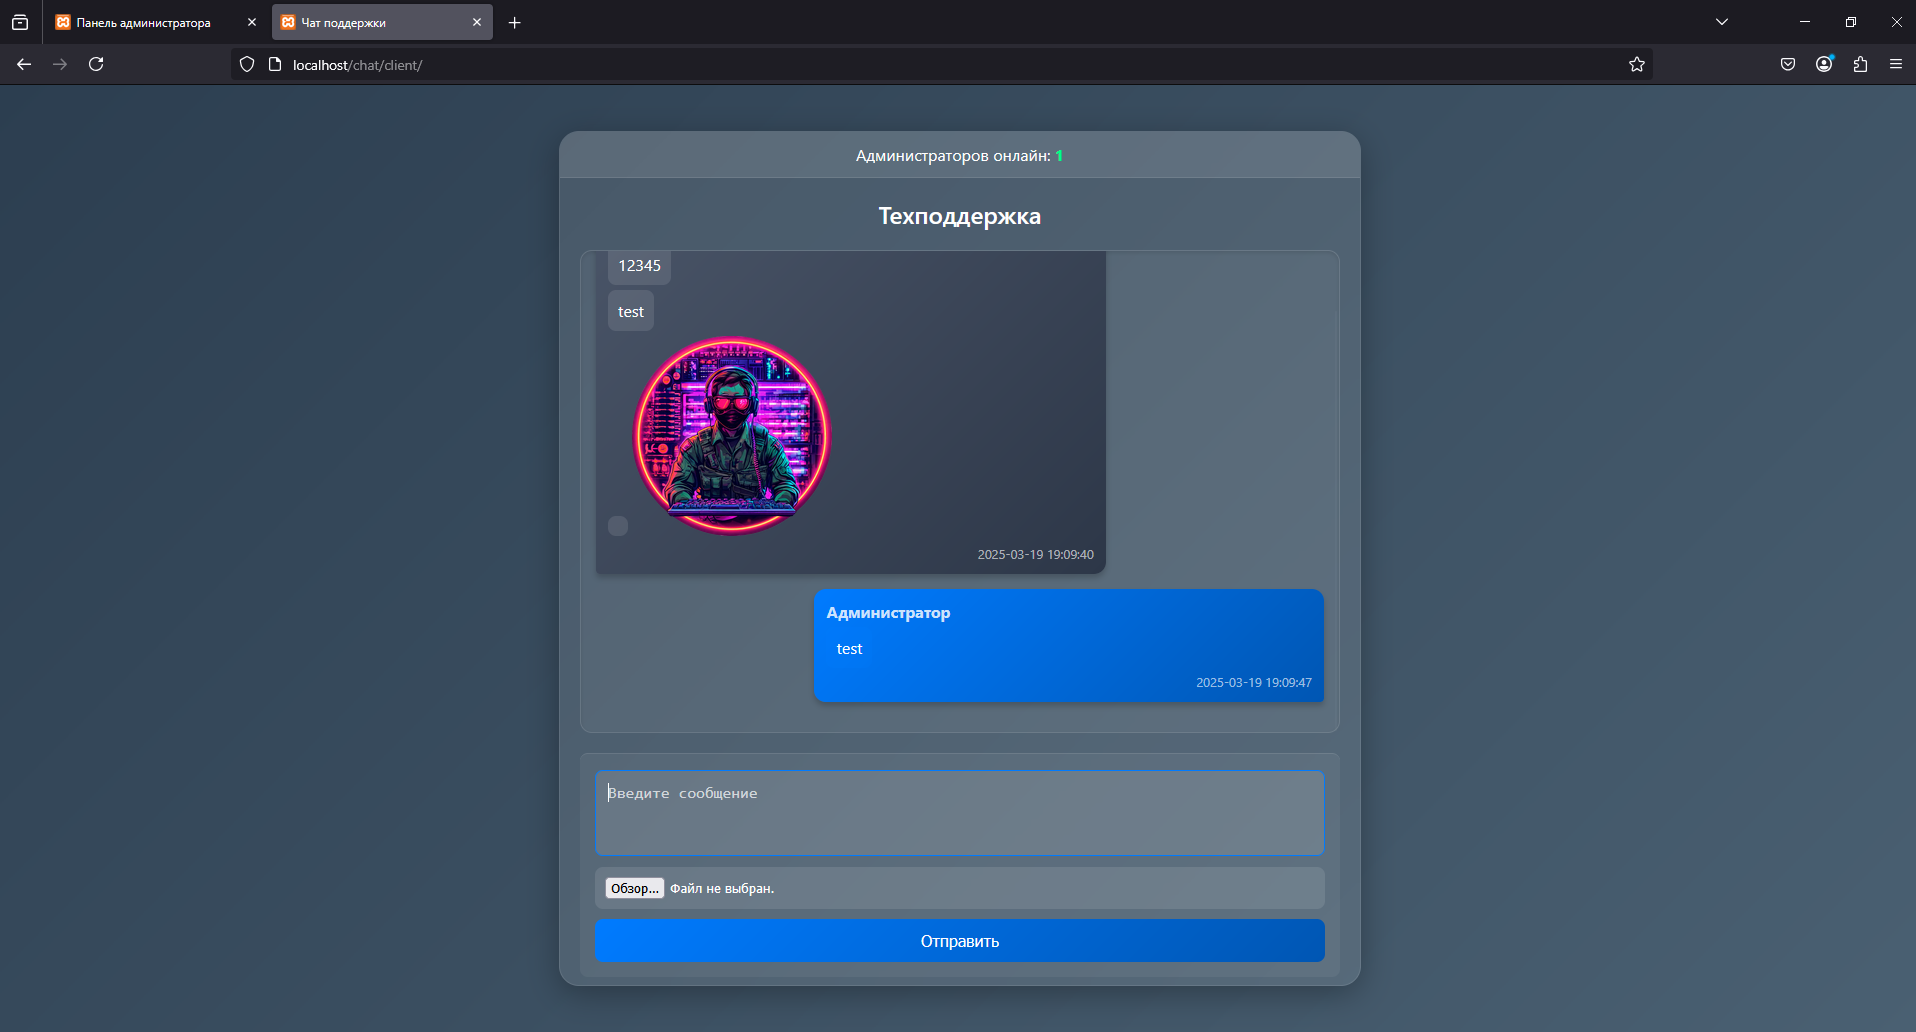 Панель администратора
Чат поддержки
localhost/chat/client/
Администраторов онлайн: 1
Техподдержка
12345
test
2025-03-19 19:09:40
Администратор
test
2025-03-19 19:09:47
Введите сообщение
Обзор... Файл не выбран.
Отправить